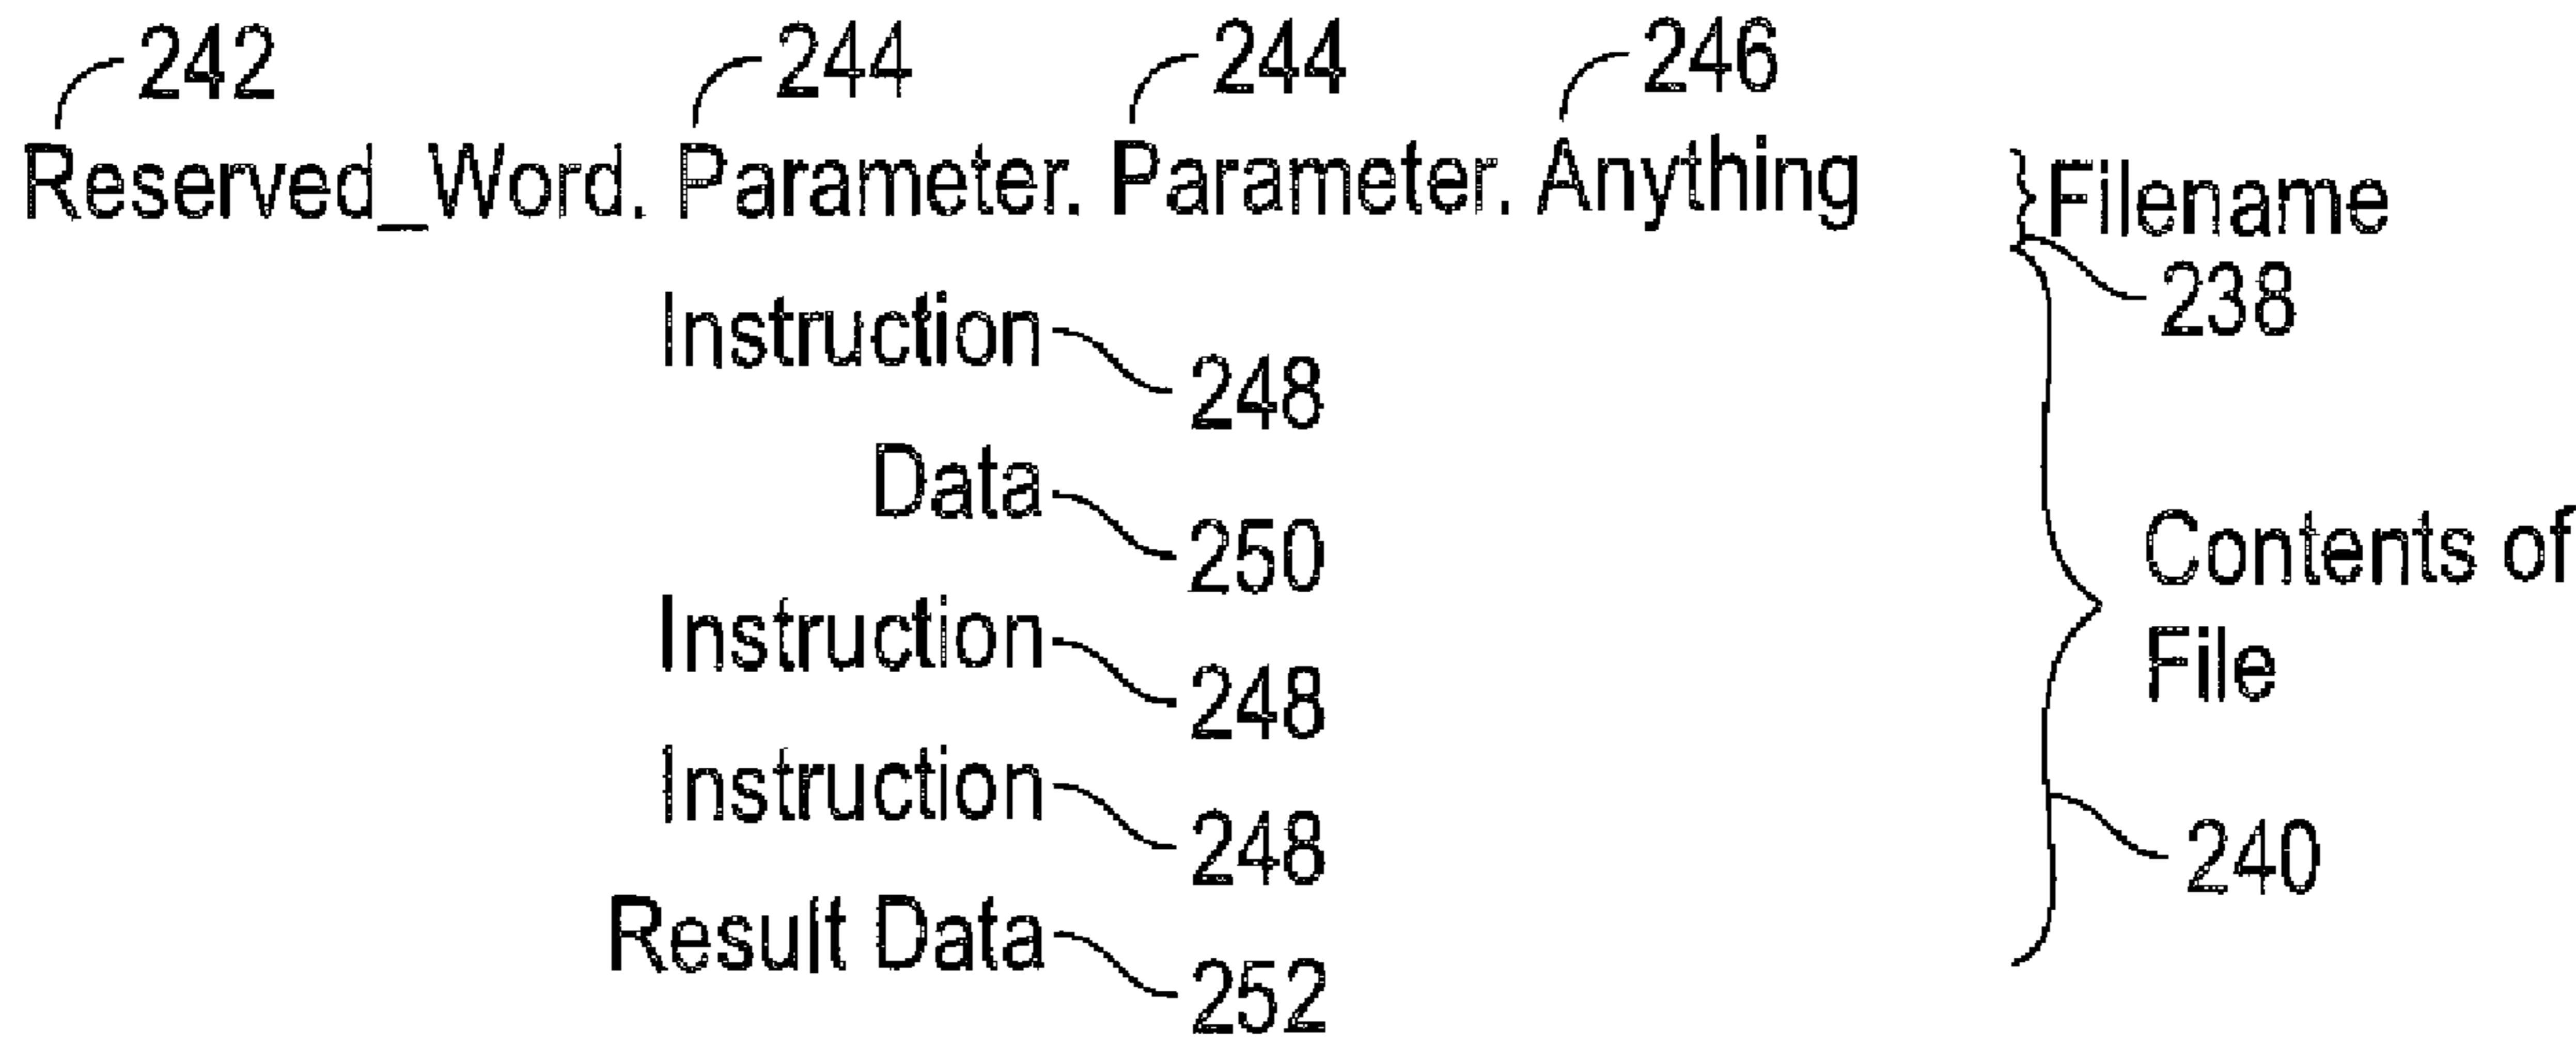 242 244 244 246
Reserved_Word. Parameter. Parameter. Anything Filename
238
Instruction
248
Data
250
Contents of
File
Instruction
248
Instruction
248
240
Result Data
252